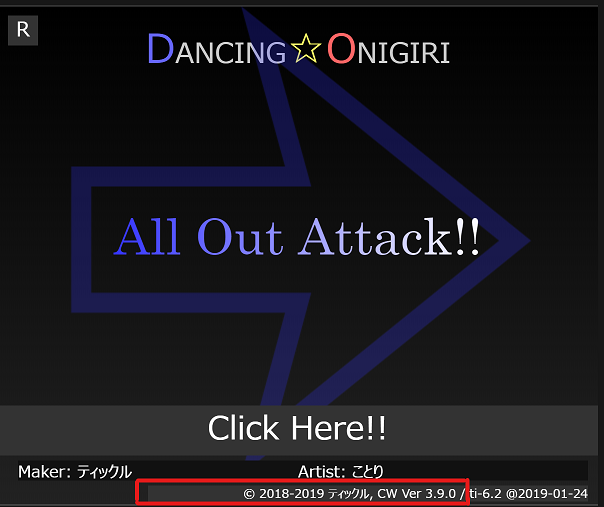 R
DANCING☆ONIGIRI
All Out Attack!!
Click Here!!
Maker: ティックル
Artist: ことり
© 2018-2019 ティックル, CW Ver 3.9.0 / ti-6.2 @2019-01-24